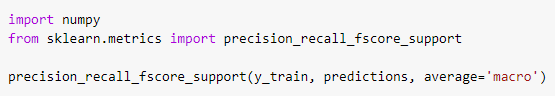 import numpy
from sklearn.metrics import precision_recall_fscore_support
precision_recall_fscore_support(y_train, predictions, average='macro')